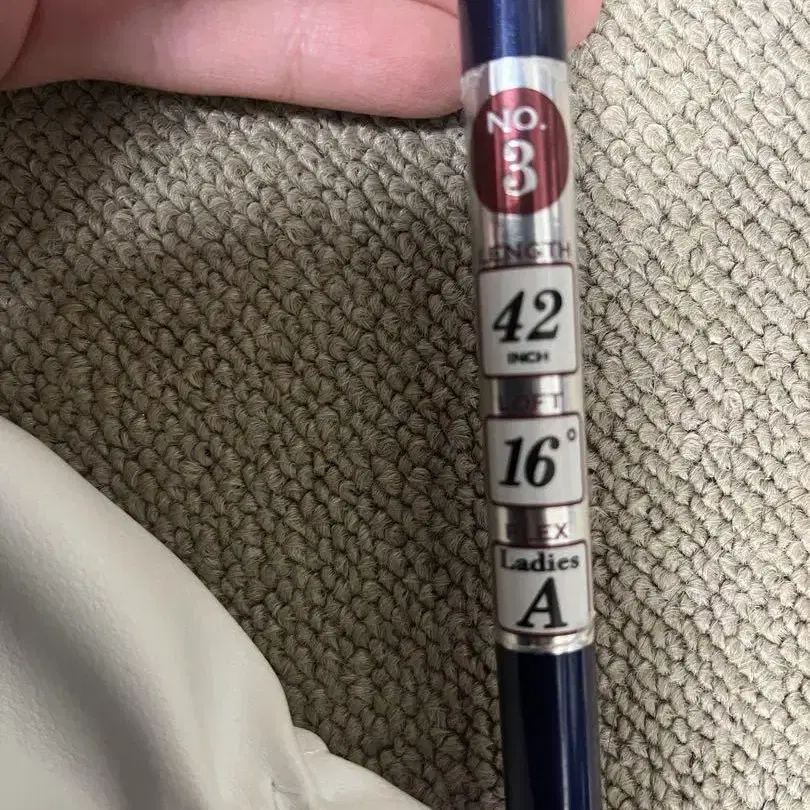 NO.
3
LENGTH
42
INCH
LOFT
16°
FLEX
Ladies
A